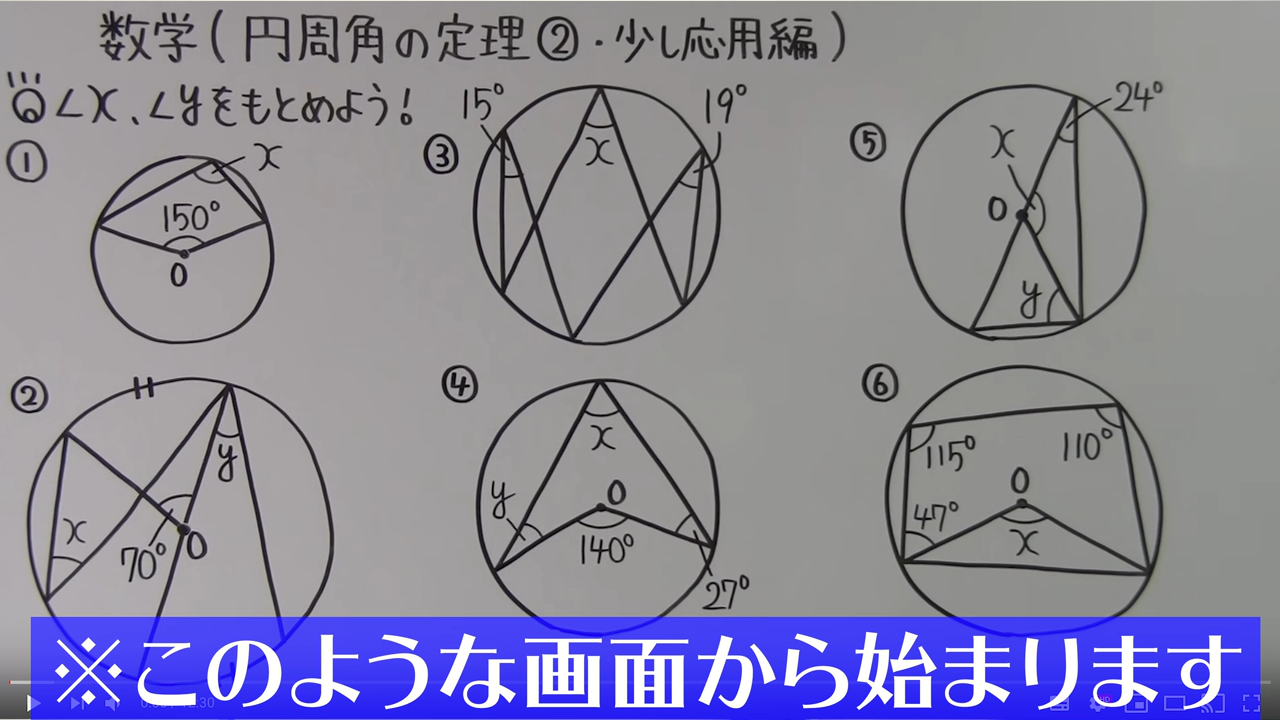 数学(円周角の定理②・少し応用編)
Q∠x、∠yをもとめよう!
①
x
150°
O
②
x
70°
O
y
③
15°
x
19°
④
x
y
O
140°
27°
⑤
24°
x
O
y
⑥
115°
110°
47°
O
x
※このような画面から始まります